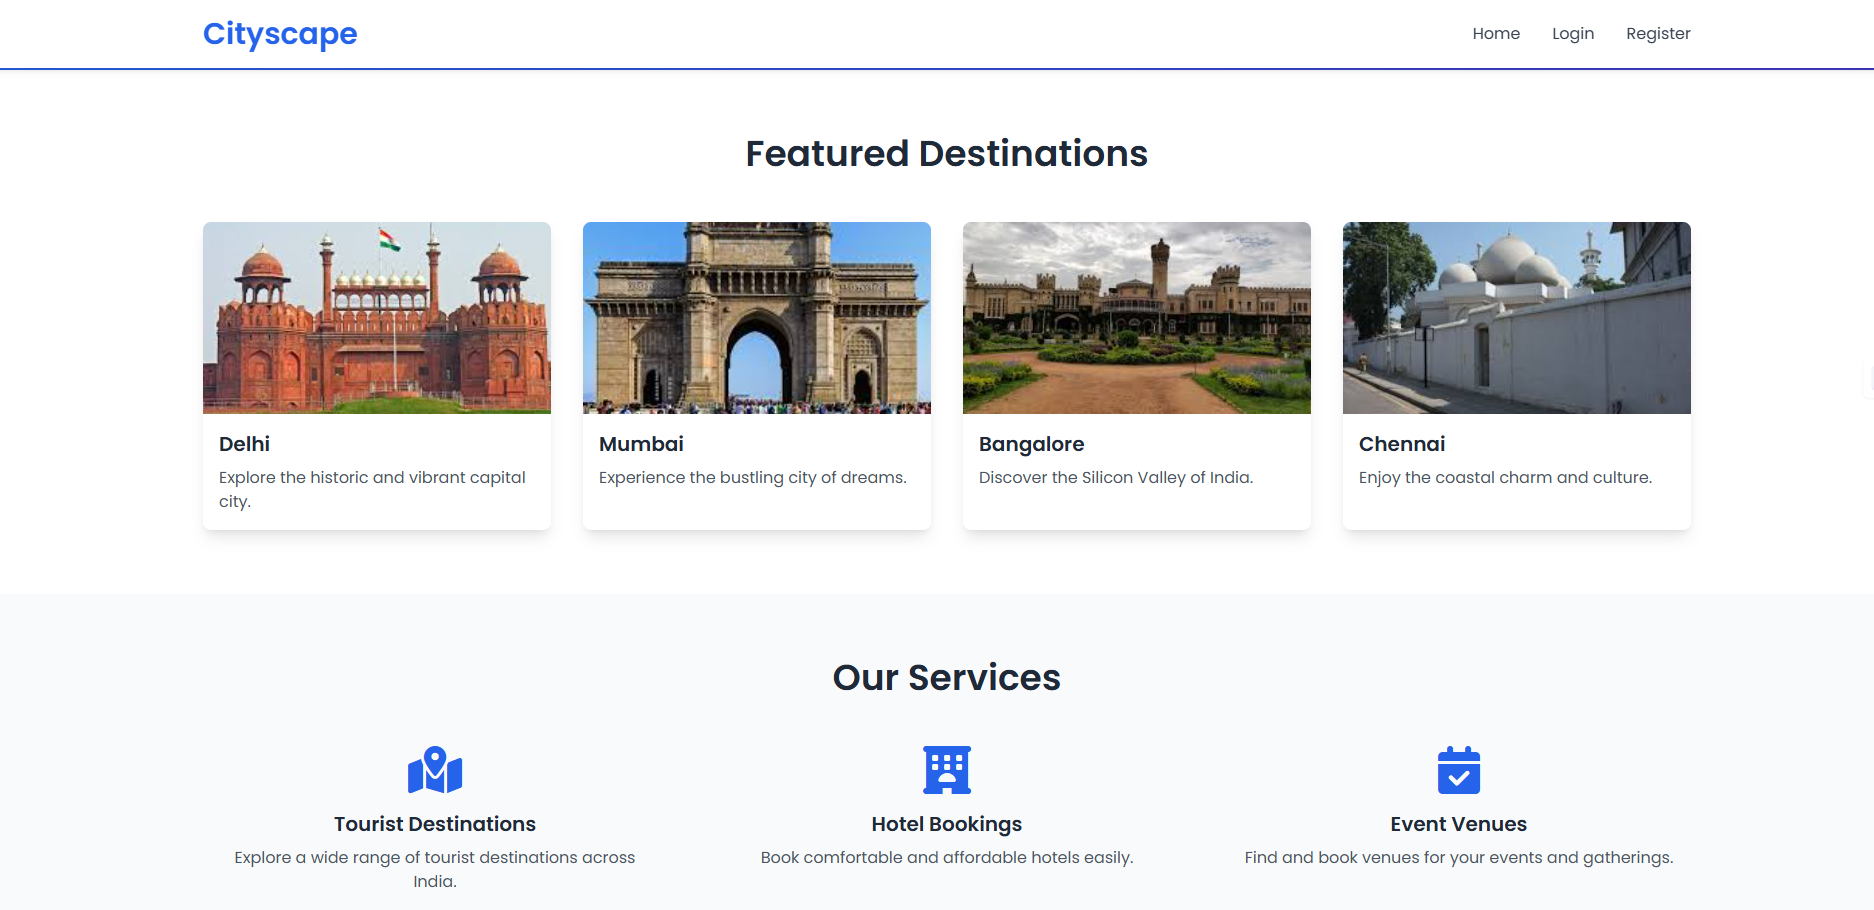 Cityscape
Home Login Register
Featured Destinations
Delhi
Explore the historic and vibrant capital
city.
Mumbai
Experience the bustling city of dreams.
Bangalore
Discover the Silicon Valley of India.
Chennai
Enjoy the coastal charm and culture.
Our Services
Tourist Destinations
Explore a wide range of tourist destinations across
India.
Hotel Bookings
Book comfortable and affordable hotels easily.
Event Venues
Find and book venues for your events and gatherings.